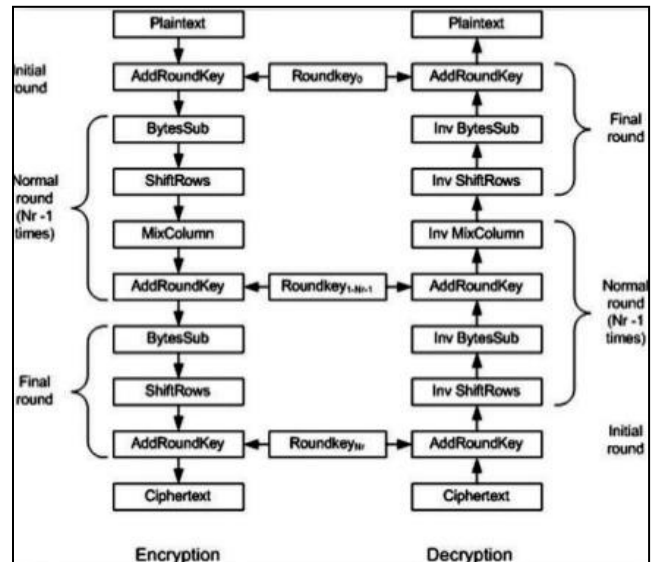 Plaintext
Plaintext
Initial
round
AddRoundKey
Roundkey0
AddRoundKey
BytesSub
Inv BytesSub
Final
round
ShiftRows
Inv ShiftRows
Normal
round
(Nr -1
times)
MixColumn
Inv MixColumn
AddRoundKey
Roundkey1-Nr-1
AddRoundKey
Normal
round
(Nr -1
times)
BytesSub
Inv BytesSub
Final
round
ShiftRows
Inv ShiftRows
AddRoundKey
RoundkeyNr
AddRoundKey
Initial
round
Ciphertext
Ciphertext
Encryption
Decryption